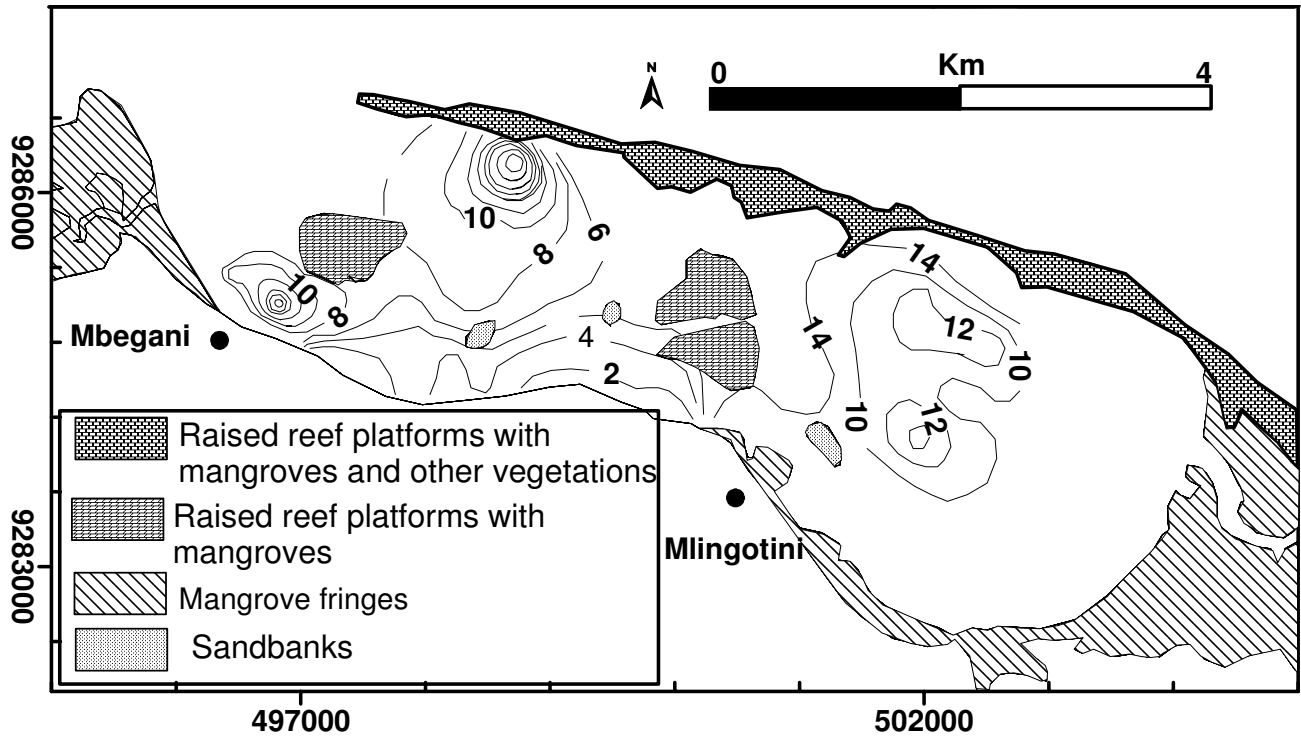 N
0
Km
4
9286000
9283000
10
6
8
10
8
4
2
14
14
12
10
10
12
Mbegani
Mlingotini
Raised reef platforms with
mangroves and other vegetations
Raised reef platforms with
mangroves
Mangrove fringes
Sandbanks
497000
502000